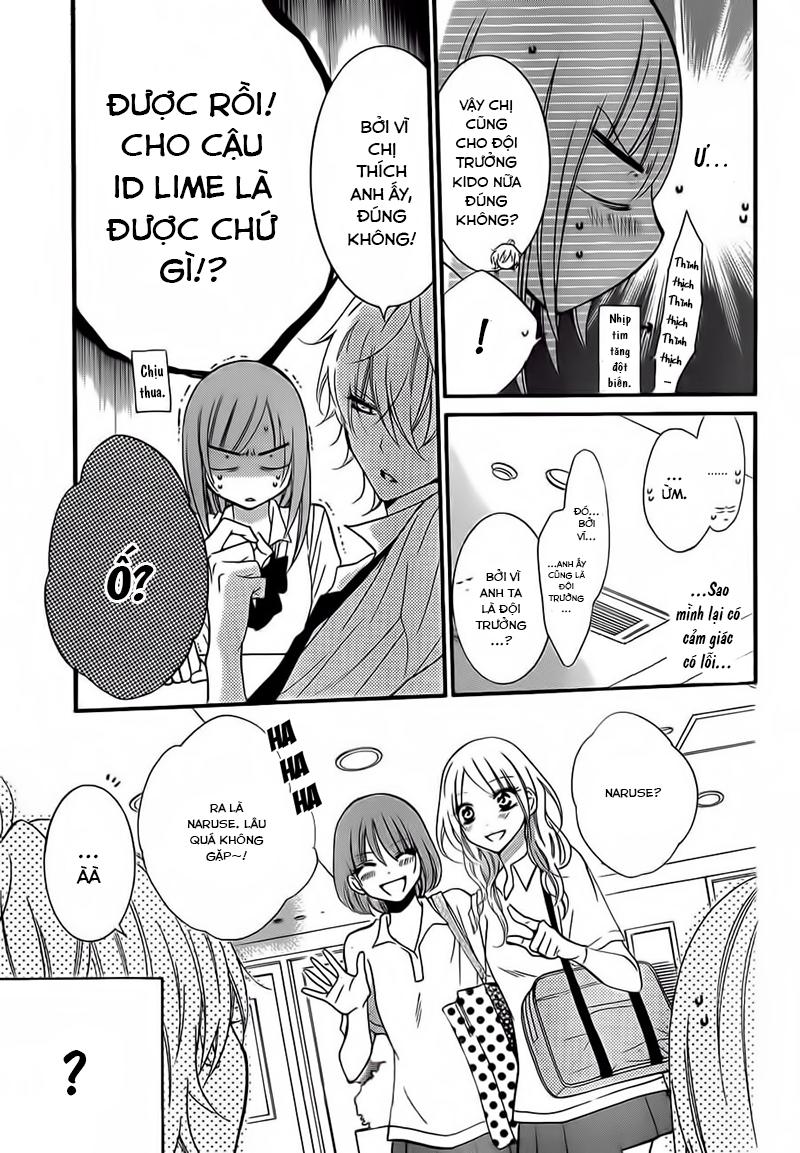 Ư...
VẬY CHỊ
CŨNG
CHO ĐỘI
TRƯỞNG
KIDO NỮA
ĐÚNG
KHÔNG?
Thình
thịch
Thình
thịch
Thình
thịch
Nhịp
tim
tăng
đột
biến.
!
BỞI VÌ
CHỊ
THÍCH
ANH ẤY,
ĐÚNG
KHÔNG!
ĐƯỢC RỒI!
CHO CẬU
ID LIME LÀ
ĐƯỢC CHỨ
GÌ!?
Chịu
thua.
......
...
ỪM.
ĐÓ...
BỞI
VÌ...
...ANH ẤY
CŨNG LÀ
ĐỘI
TRƯỞNG
...
BỞI VÌ
ANH TA
LÀ ĐỘI
TRƯỞNG
...?
...Sao
mình lại có
cảm giác
có lỗi...
Ố?
NARUSE?
HA
HA
HA
RA LÀ
NARUSE. LÂU
QUÁ KHÔNG
GẶP~!
...
ÀÀ
?